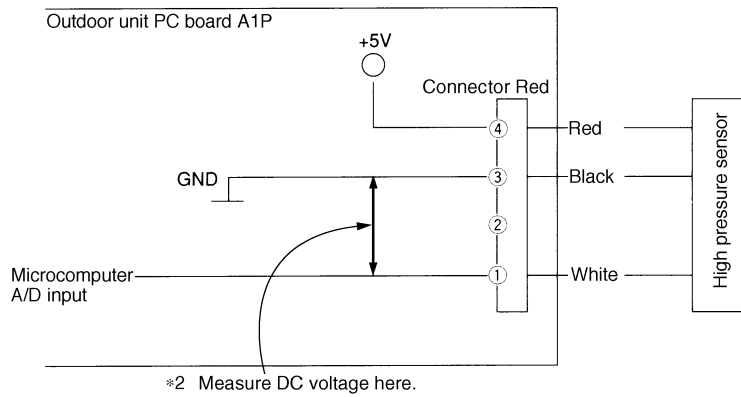 Outdoor unit PC board A1P
+5V
Connector Red
4
Red
GND
3
Black
2
Microcomputer
A/D input
1
White
High pressure sensor
*2 Measure DC voltage here.